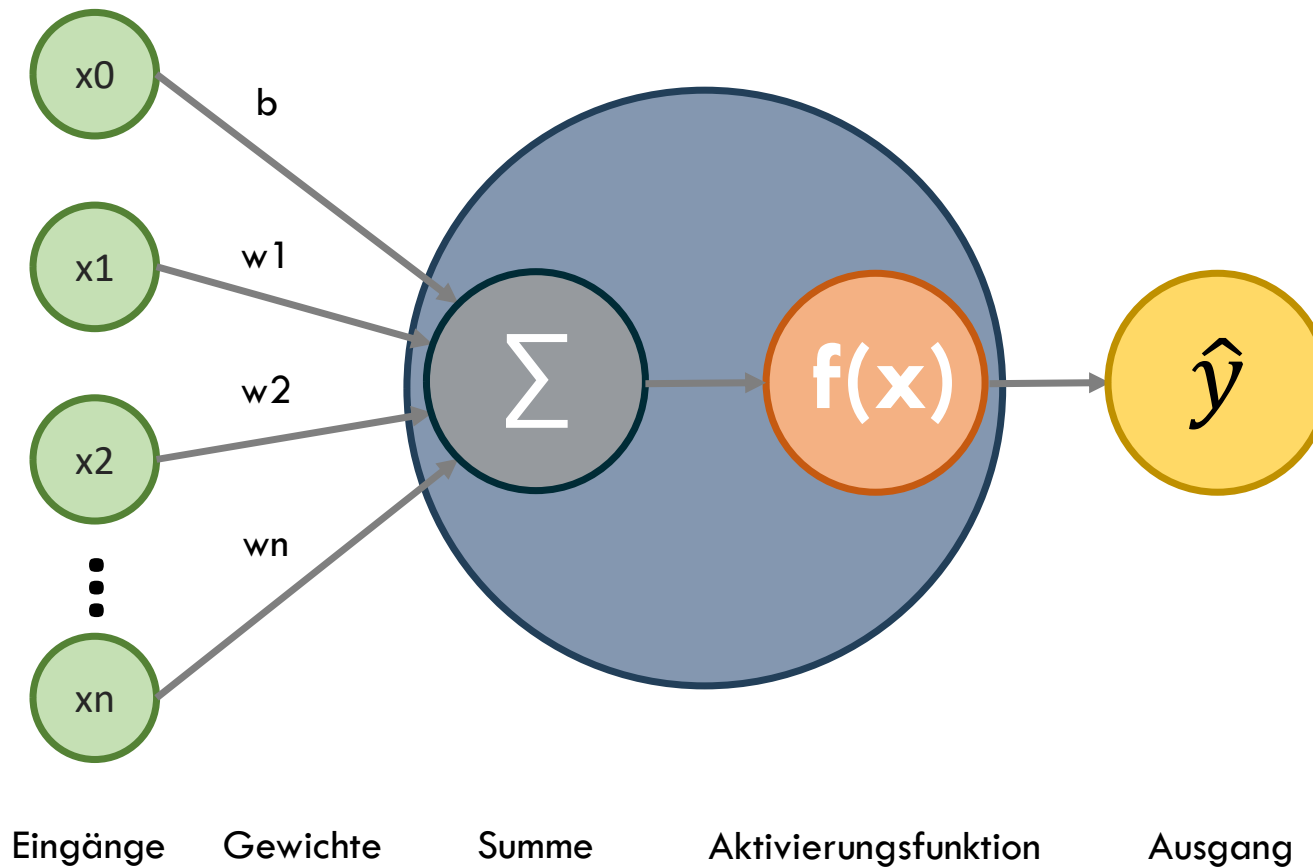 x0
b
x1
w1
x2
w2
wn
xn
∑
f(x)
ŷ
Eingänge Gewichte Summe Aktivierungsfunktion Ausgang